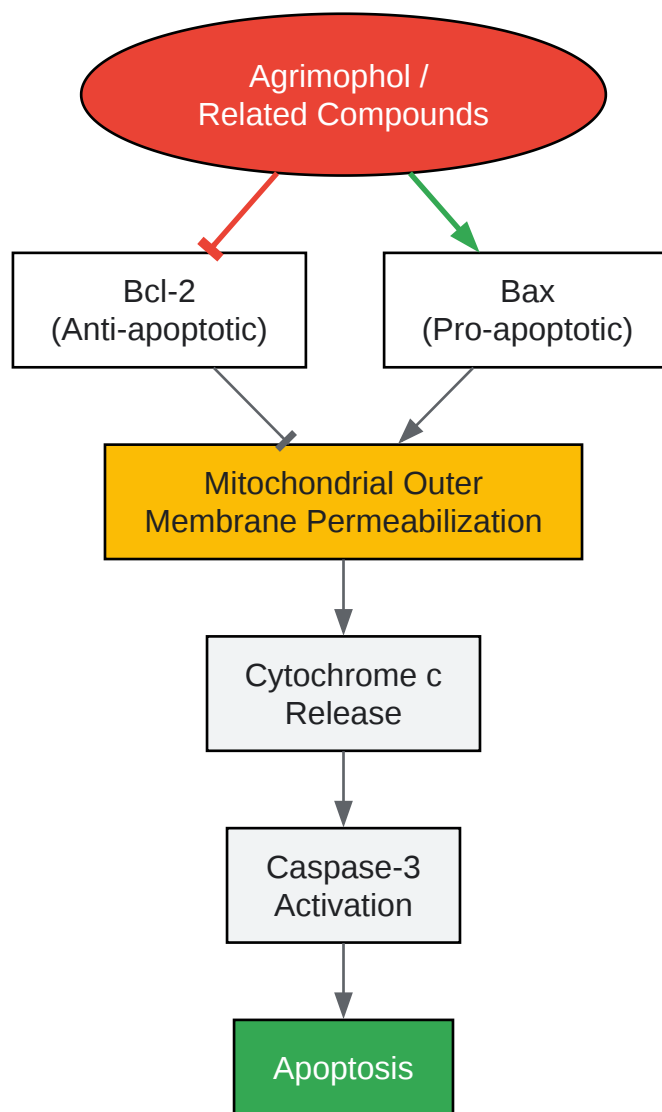 Agrimophol /
Related Compounds
Bcl-2
(Anti-apoptotic)
Bax
(Pro-apoptotic)
Mitochondrial Outer
Membrane Permeabilization
Cytochrome c
Release
Caspase-3
Activation
Apoptosis